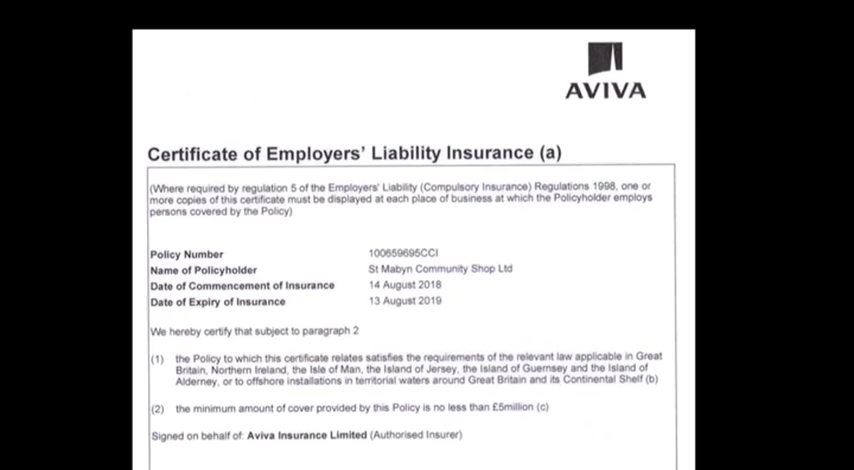 AVIVA
Certificate of Employers' Liability Insurance (a)
(Where required by regulation 5 of the Employers' Liability (Compulsory Insurance) Regulations 1998, one or
more copies of this certificate must be displayed at each place of business at which the Policyholder employs
persons covered by the Policy)
Policy Number 100659695CCI
Name of Policyholder St Mabyn Community Shop Ltd
Date of Commencement of Insurance 14 August 2018
Date of Expiry of Insurance 13 August 2019
We hereby certify that subject to paragraph 2
(1) the Policy to which this certificate relates satisfies the requirements of the relevant law applicable in Great
Britain, Northern Ireland, the Isle of Man, the Island of Jersey, the Island of Guernsey and the Island of
Alderney, or to offshore installations in territorial waters around Great Britain and its Continental Shelf (b)
(2) the minimum amount of cover provided by this Policy is no less than £5million (c)
Signed on behalf of: Aviva Insurance Limited (Authorised Insurer)